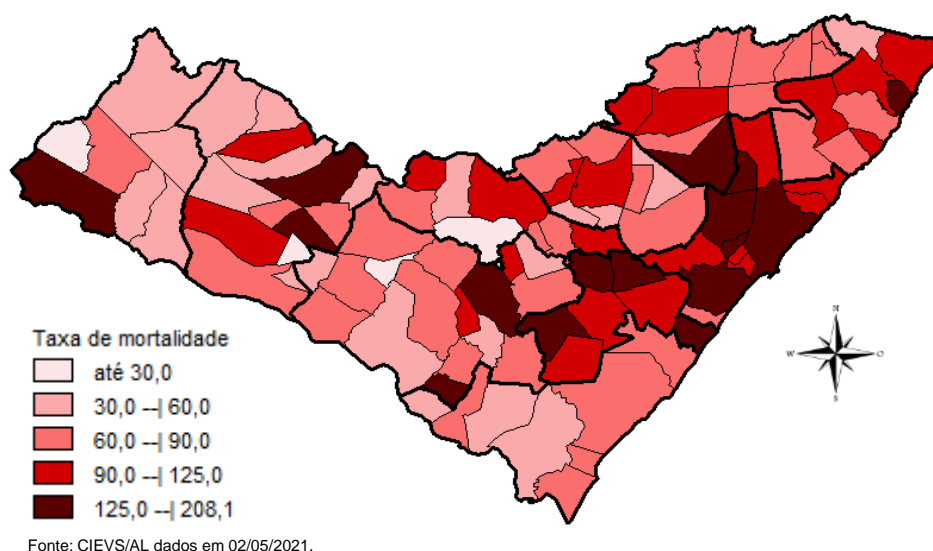 Taxa de mortalidade
até 30,0
30,0 --| 60,0
60,0 --| 90,0
90,0 --| 125,0
125,0 --| 208,1
N
W
O
S
Fonte: CIEVS/AL dados em 02/05/2021.